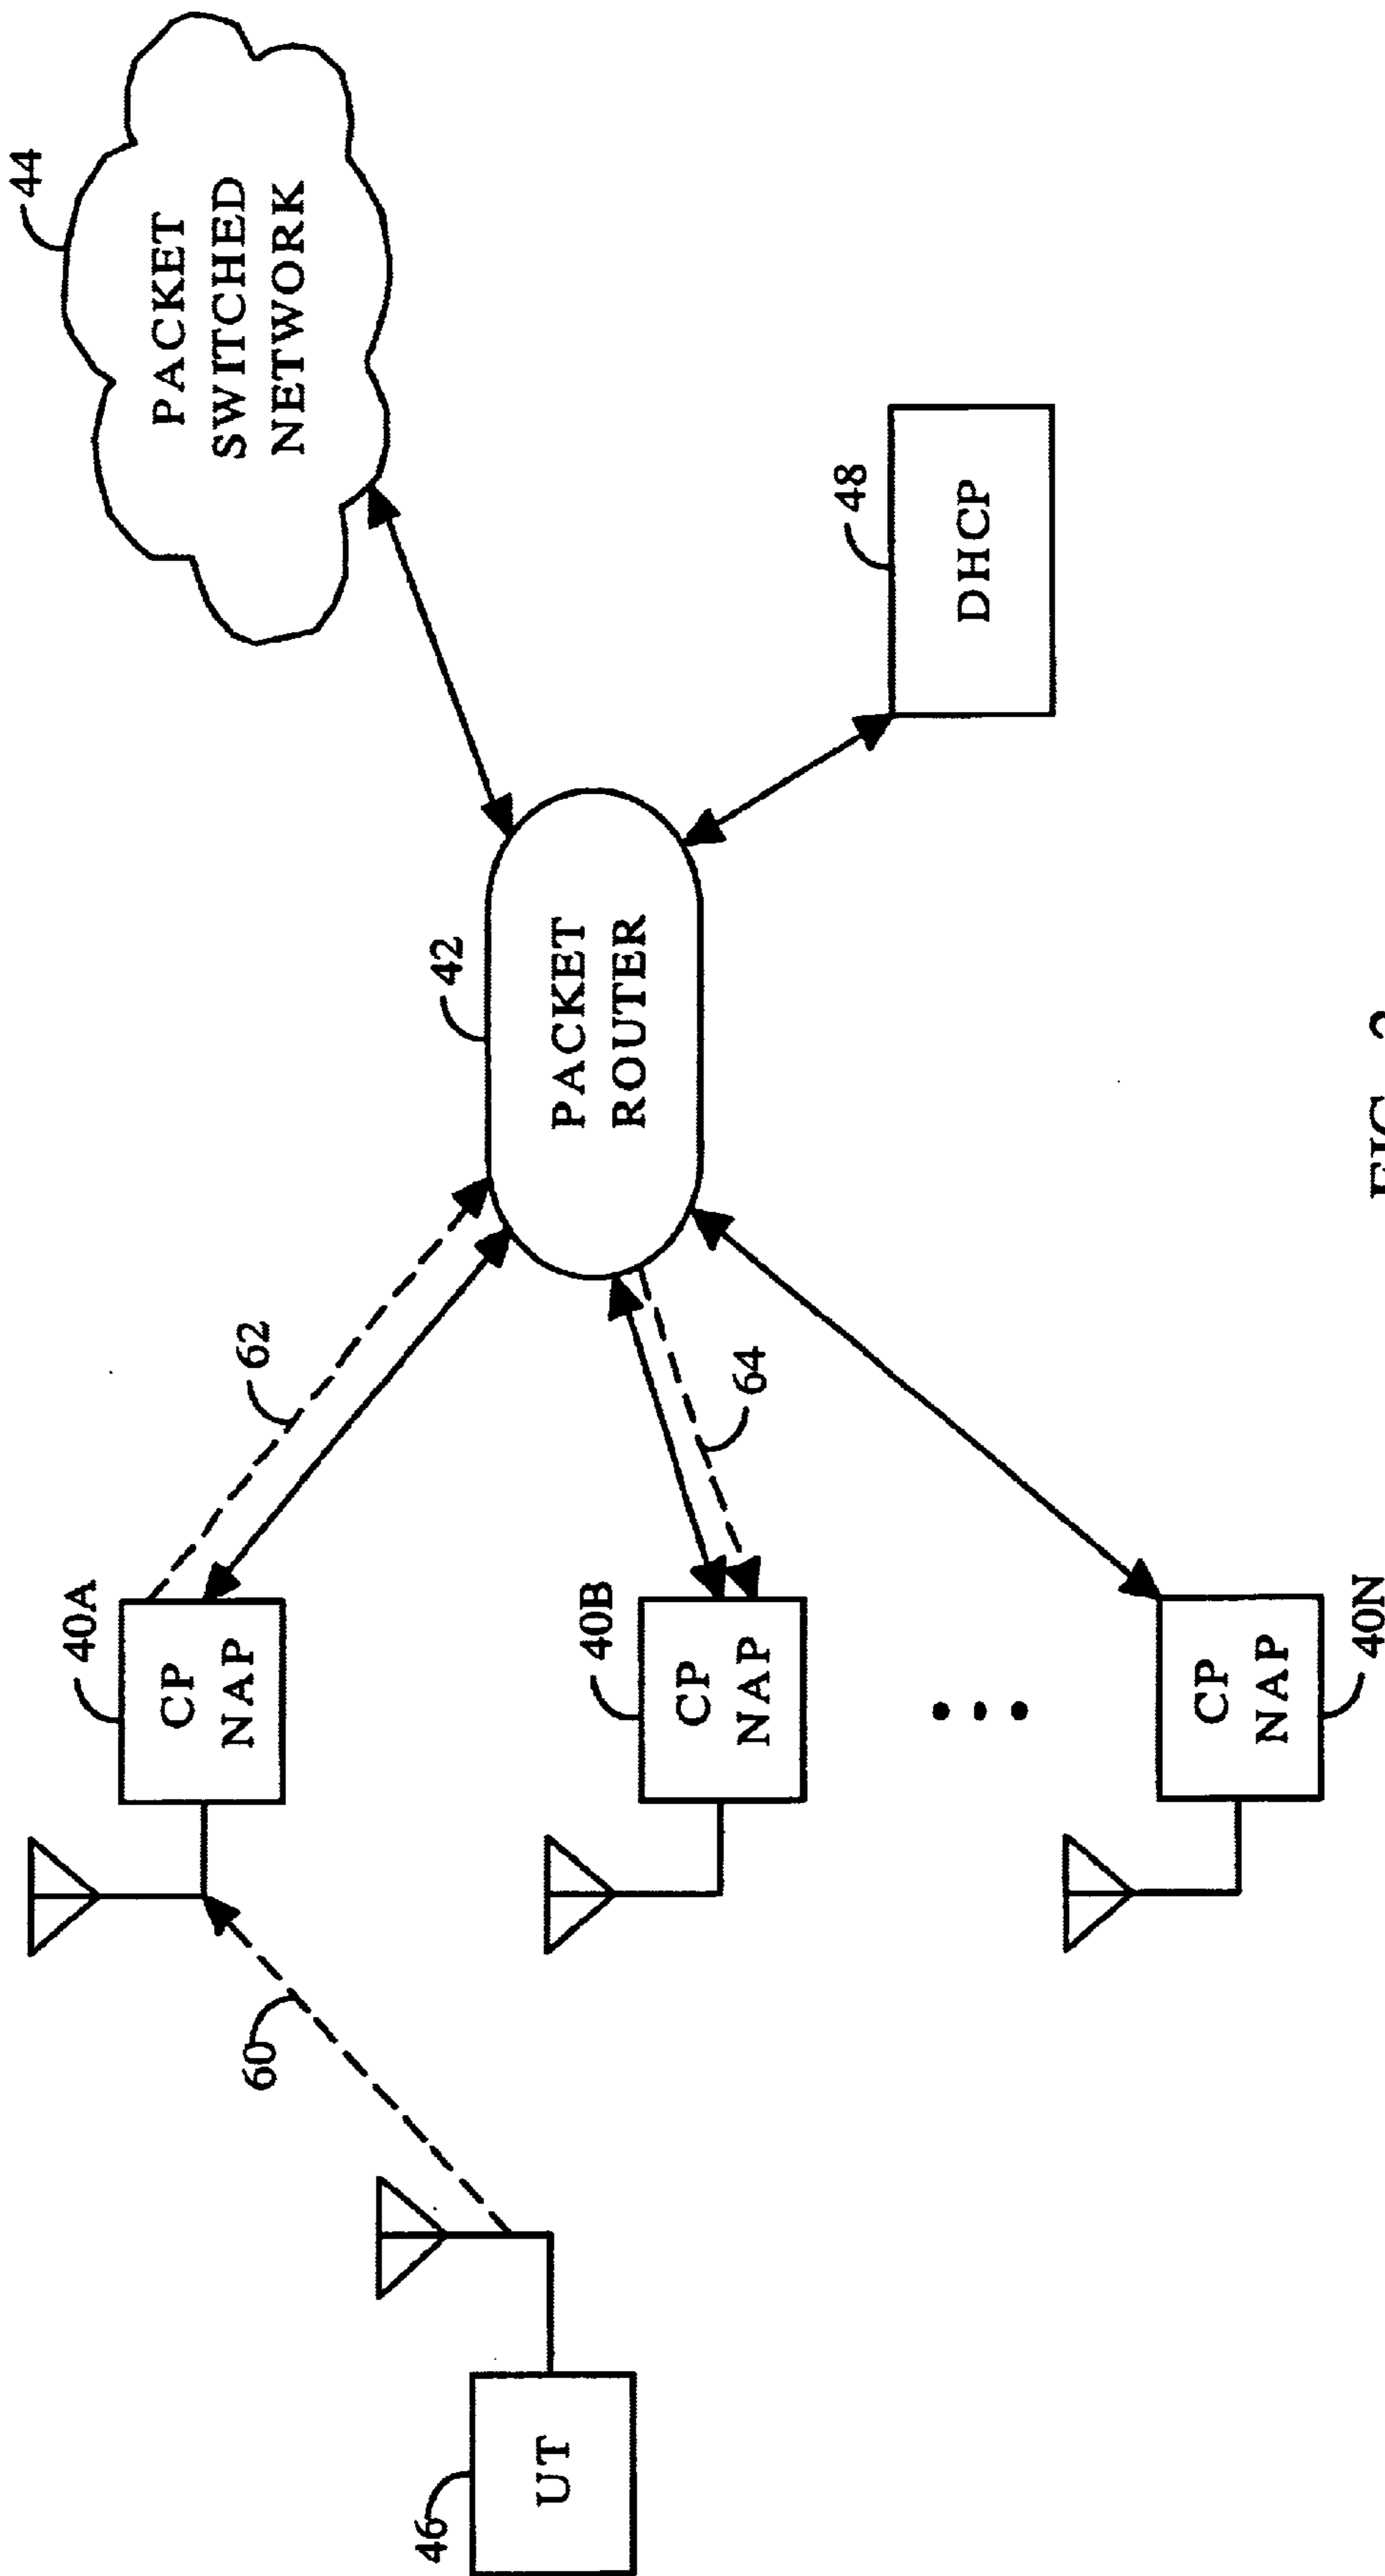 44
PACKET
SWITCHED
NETWORK
62
40A
CP
NAP
60
46
UT
42
PACKET
ROUTER
48
DHCP
64
40B
CP
NAP
CP
NAP
40N
FIG.